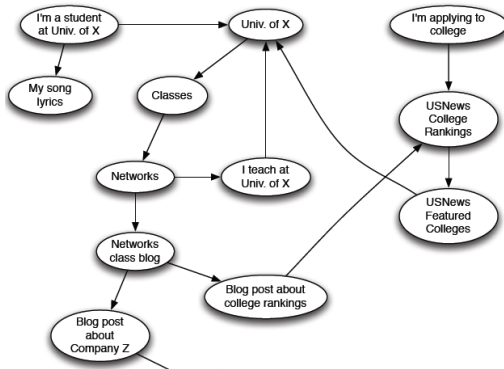 I'm a student
at Univ. of X
Univ. of X
I'm applying to
college
My song
lyrics
Classes
USNews
College
Rankings
Networks
I teach at
Univ. of X
USNews
Featured
Colleges
Networks
class blog
Blog post about
college rankings
Blog post
about
Company Z